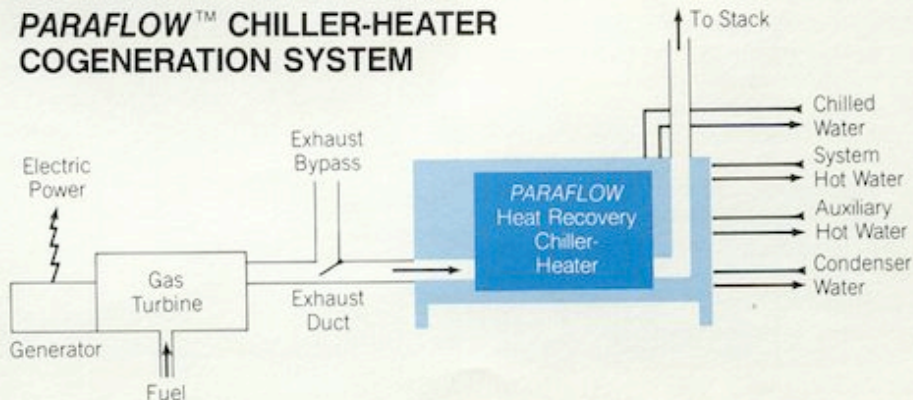 PARAFLOW™ CHILLER-HEATER
COGENERATION SYSTEM
To Stack
Chilled
Water
System
Hot Water
Auxiliary
Hot Water
Condenser
Water
Exhaust
Bypass
Electric
Power
PARAFLOW
Heat Recovery
Chiller-
Heater
Gas
Turbine
Exhaust
Duct
Generator
Fuel